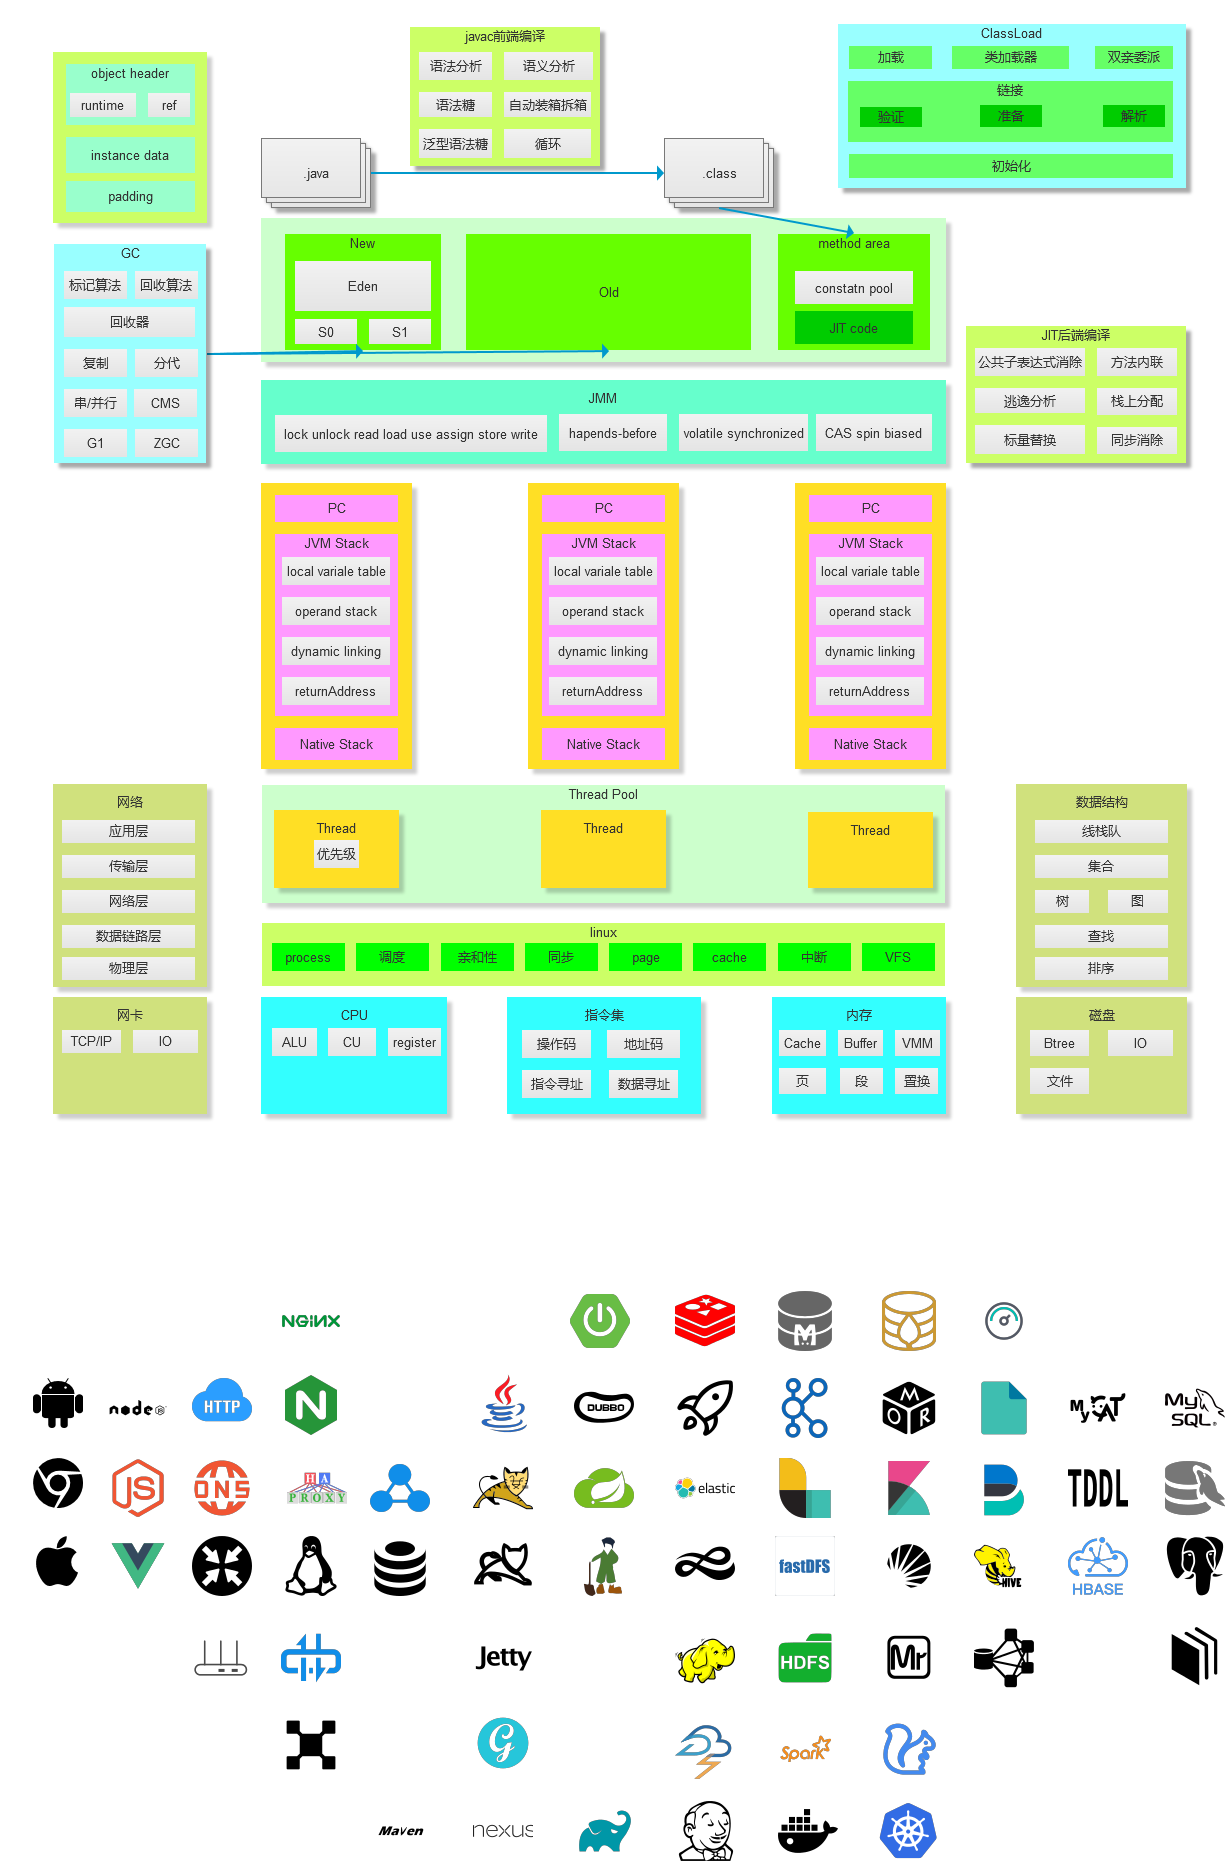 object header
runtime
ref
instance data
padding
javac前端编译
语法分析
语义分析
语法糖
自动装箱拆箱
泛型语法糖
循环
ClassLoad
加载
类加载器
双亲委派
链接
验证
准备
解析
初始化
.java
.class
GC
标记算法
回收算法
回收器
复制
分代
串/并行
CMS
G1
ZGC
New
Eden
S0
S1
Old
method area
constatn pool
JIT code
JIT后端编译
公共子表达式消除
方法内联
逃逸分析
栈上分配
标量替换
同步消除
JMM
lock unlock read load use assign store write
hapends-before
volatile synchronized
CAS spin biased
PC
JVM Stack
local variale table
operand stack
dynamic linking
returnAddress
Native Stack
PC
JVM Stack
local variale table
operand stack
dynamic linking
returnAddress
Native Stack
PC
JVM Stack
local variale table
operand stack
dynamic linking
returnAddress
Native Stack
网络
应用层
传输层
网络层
数据链路层
物理层
Thread Pool
Thread
优先级
Thread
Thread
数据结构
线栈队
集合
树
图
查找
排序
linux
process
调度
亲和性
同步
page
cache
中断
VFS
网卡
TCP/IP
IO
CPU
ALU
CU
register
指令集
操作码
地址码
指令寻址
数据寻址
内存
Cache
Buffer
VMM
页
段
置换
磁盘
Btree
IO
文件
NGINX
M
node
JS
HTTP
N
DUBBO
MOR
MyCAT
MySQL
JS
DNS
HA
PROXY
elastic
TDDL
fastDFS
HIVE
HBASE
Jetty
HDFS
Mr
G
Spark
Maven
nexus